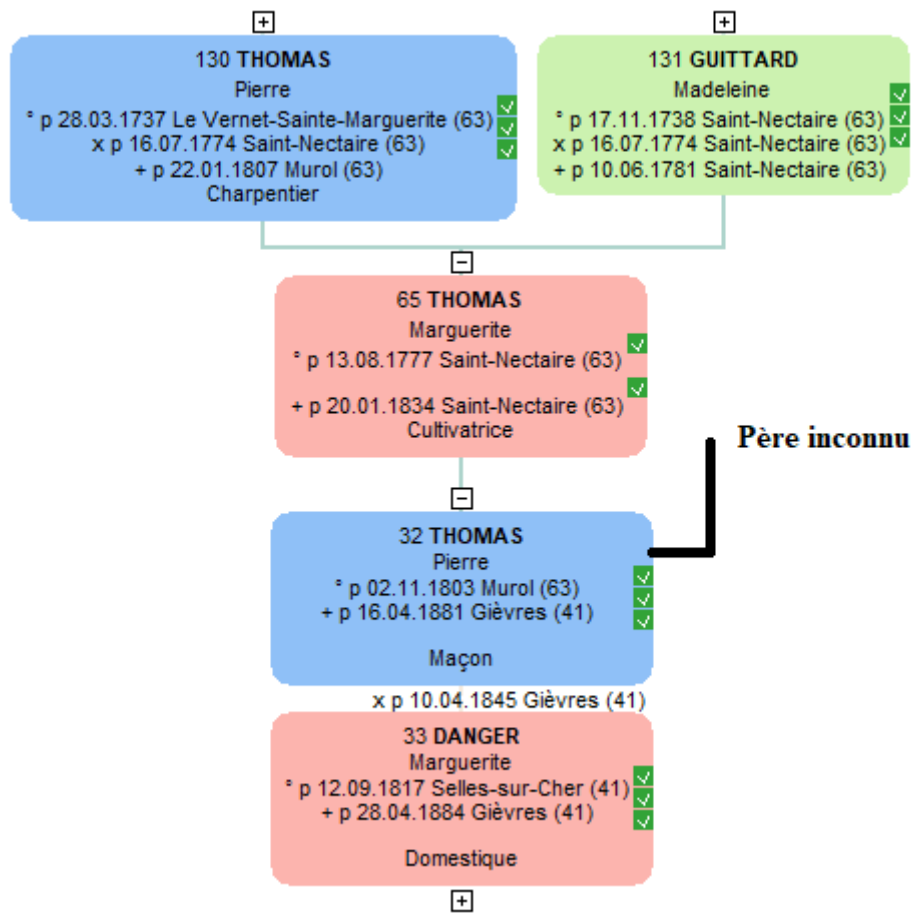 130 THOMAS
Pierre
° p 28.03.1737 Le Vernet-Sainte-Marguerite (63)
x p 16.07.1774 Saint-Nectaire (63)
+ p 22.01.1807 Murol (63)
Charpentier
131 GUITTARD
Madeleine
° p 17.11.1738 Saint-Nectaire (63)
x p 16.07.1774 Saint-Nectaire (63)
+ p 10.06.1781 Saint-Nectaire (63)
65 THOMAS
Marguerite
° p 13.08.1777 Saint-Nectaire (63)
+ p 20.01.1834 Saint-Nectaire (63)
Cultivatrice
Père inconnu
32 THOMAS
Pierre
° p 02.11.1803 Murol (63)
+ p 16.04.1881 Gièvres (41)
Maçon
x p 10.04.1845 Gièvres (41)
33 DANGER
Marguerite
° p 12.09.1817 Selles-sur-Cher (41)
+ p 28.04.1884 Gièvres (41)
Domestique